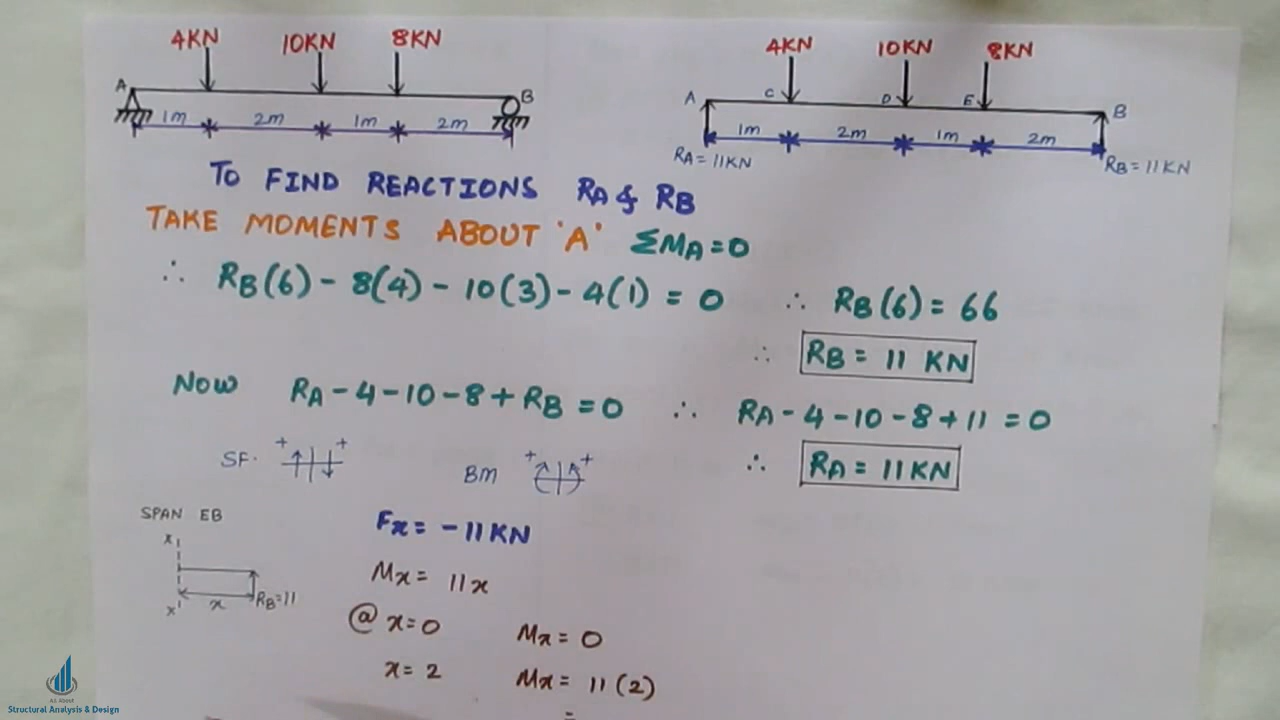 4KN 10KN 8KN
A B
1m 2m 1m 2m
4KN 10KN 8KN
A C D E B
1m 2m 1m 2m
RA = 11KN RB = 11KN
TO FIND REACTIONS RA & RB
TAKE MOMENTS ABOUT 'A' ΣMA = 0
∴ RB(6) - 8(4) - 10(3) - 4(1) = 0 ∴ RB(6) = 66
∴ RB = 11 KN
Now RA - 4 - 10 - 8 + RB = 0 ∴ RA - 4 - 10 - 8 + 11 = 0
SF. + + BM + + ∴ RA = 11KN
SPAN EB
x
x' x RB=11
Fx = -11KN
Mx = 11x
@ x=0 Mx = 0
x = 2 Mx = 11(2)
=
All About
Structural Analysis & Design